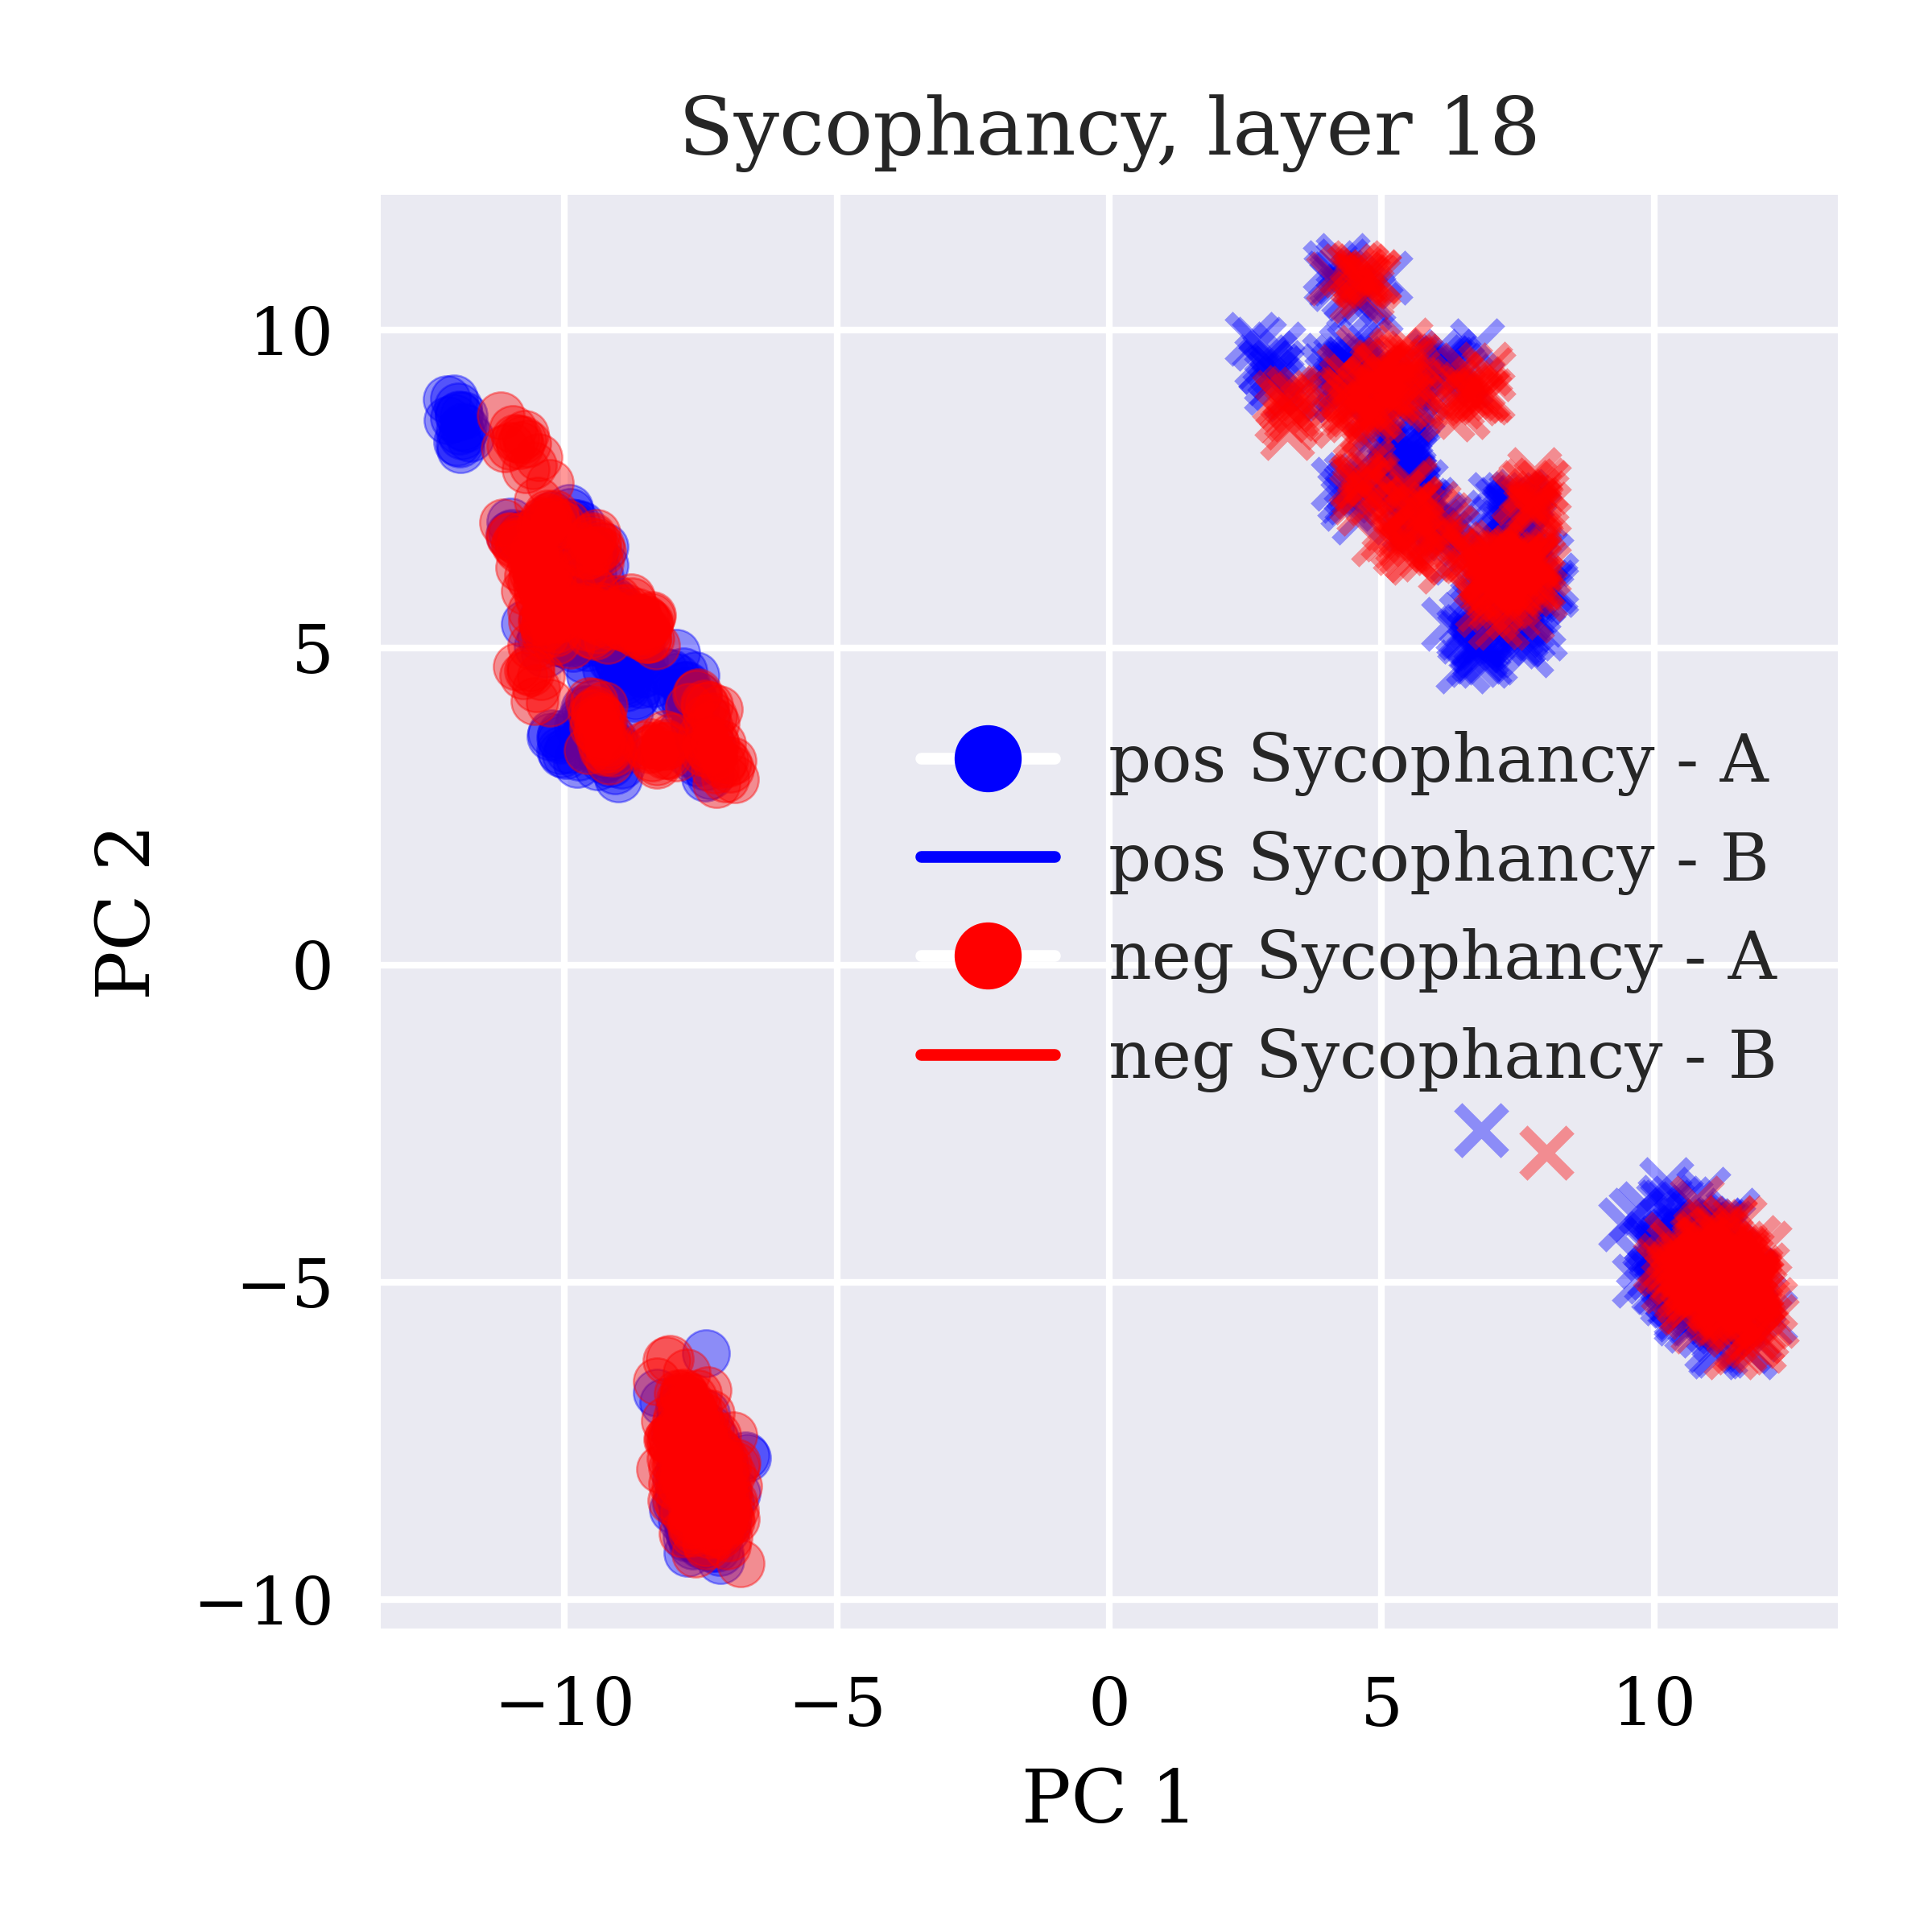 Sycophancy, layer 18
10
5
0
−5
−10
PC 2
pos Sycophancy - A
pos Sycophancy - B
neg Sycophancy - A
neg Sycophancy - B
−10 −5 0 5 10
PC 1